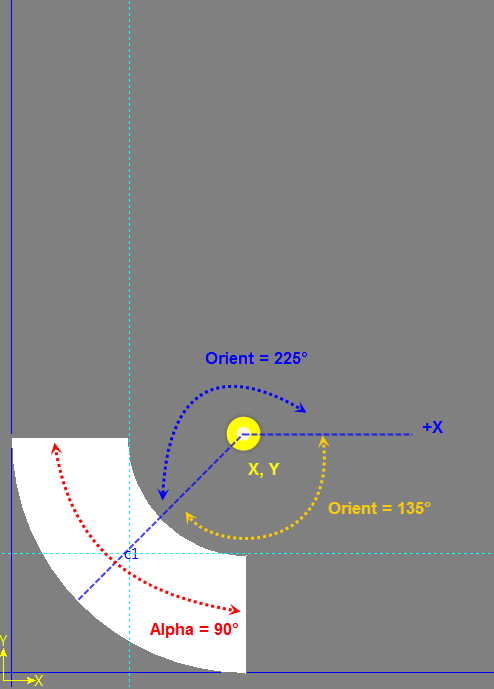 Orient = 225°
+X
X, Y
Orient = 135°
c1
Alpha = 90°
Y
X